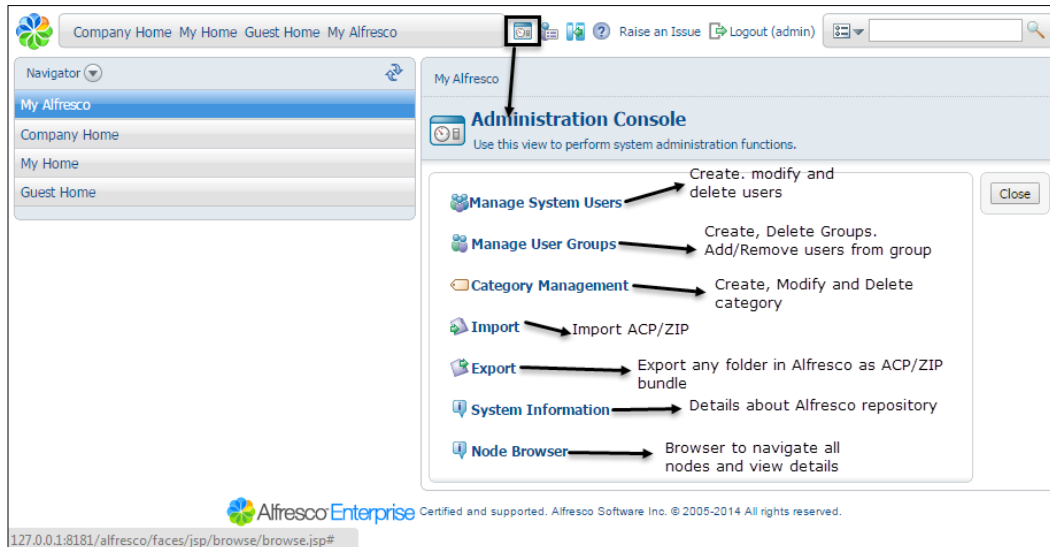 Company Home My Home Guest Home My Alfresco
Raise an Issue
Logout (admin)
Navigator
My Alfresco
Company Home
My Home
Guest Home
My Alfresco
Administration Console
Use this view to perform system administration functions.
Close
Manage System Users
Create. modify and
delete users
Manage User Groups
Create, Delete Groups.
Add/Remove users from group
Category Management
Create, Modify and Delete
category
Import
Import ACP/ZIP
Export
Export any folder in Alfresco as ACP/ZIP
bundle
System Information
Details about Alfresco repository
Node Browser
Browser to navigate all
nodes and view details
Alfresco Enterprise
Certified and supported. Alfresco Software Inc. © 2005-2014 All rights reserved.
127.0.0.1:8181/alfresco/faces/jsp/browse/browse.jsp#